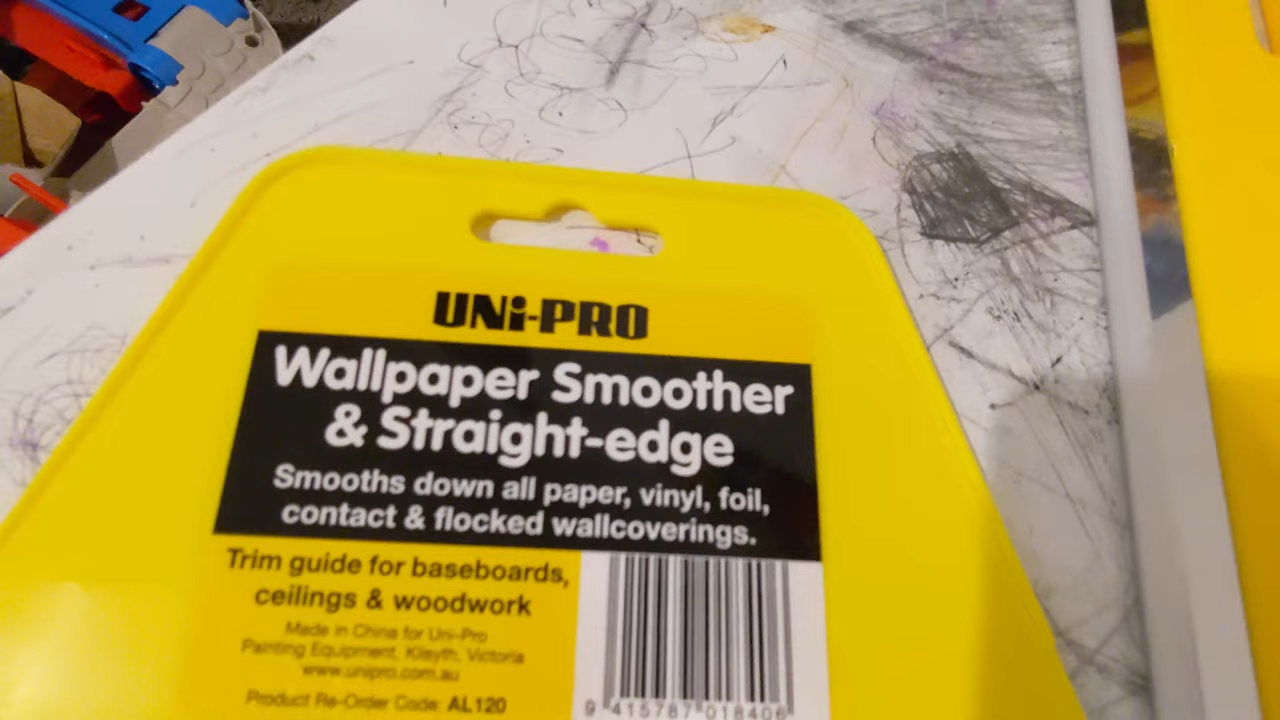 UNi-PRO
Wallpaper Smoother
& Straight-edge
Smooths down all paper, vinyl, foil,
contact & flocked wallcoverings.
Trim guide for baseboards,
ceilings & woodwork
Made in China for Uni-Pro
Painting Equipment, Kilsyth, Victoria
www.unipro.com.au
Product Re-Order Code: AL120
9 415787 018406